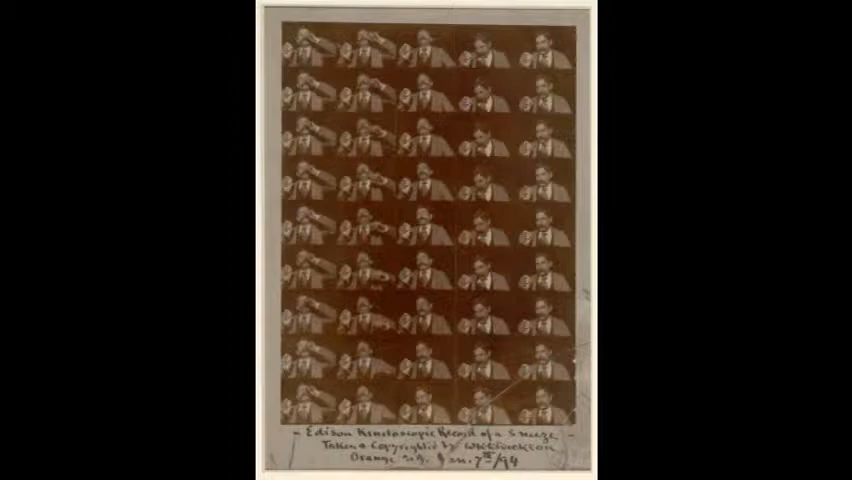 - Edison Kinetoscopic Record of a Sneeze -
Taken & Copyrighted by W.K.L. Dickson
Orange N.J. Jan. 7th/94